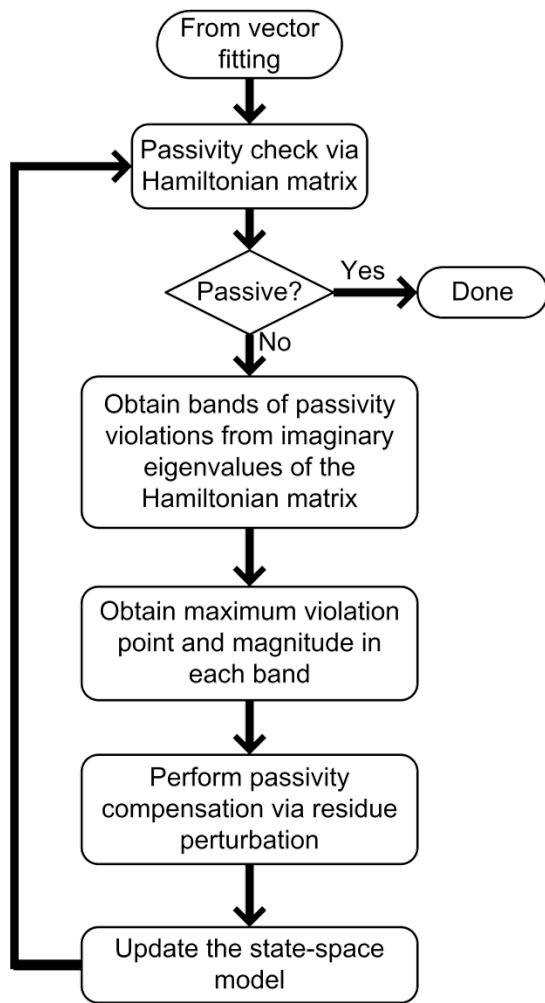 From vector
fitting
Passivity check via
Hamiltonian matrix
Passive?
Yes
Done
No
Obtain bands of passivity
violations from imaginary
eigenvalues of the
Hamiltonian matrix
Obtain maximum violation
point and magnitude in
each band
Perform passivity
compensation via residue
perturbation
Update the state-space
model